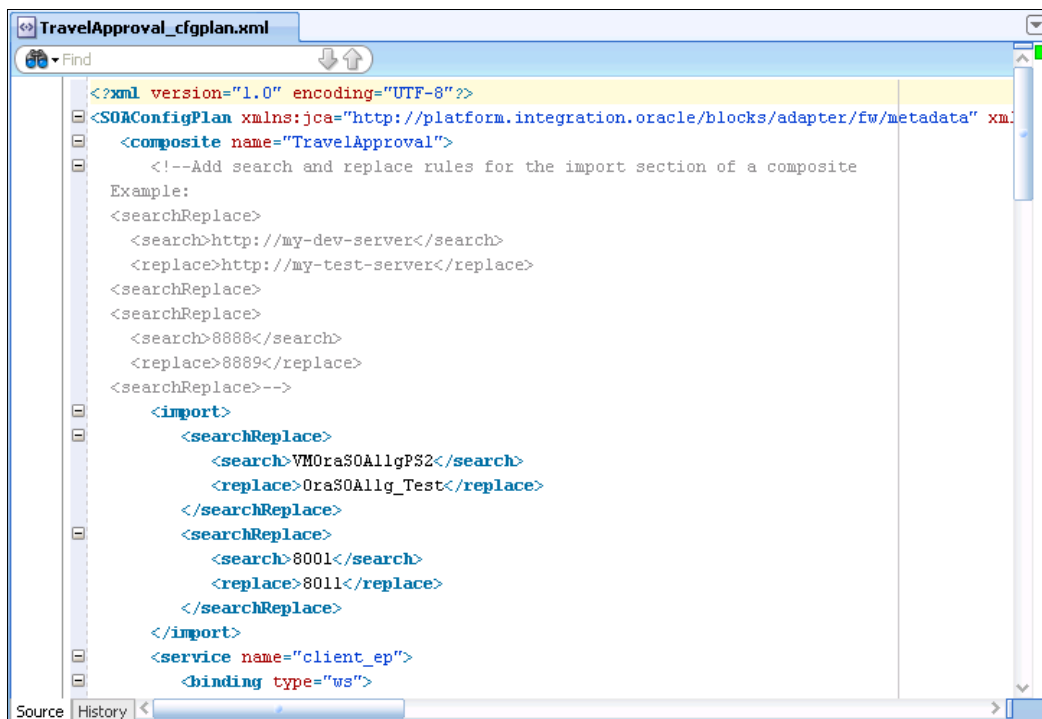 TravelApproval_cfgplan.xml
Find
<?xml version="1.0" encoding="UTF-8"?>
<SOAConfigPlan xmlns:jca="http://platform.integration.oracle/blocks/adapter/fw/metadata" xml
<composite name="TravelApproval">
<!--Add search and replace rules for the import section of a composite
Example:
<searchReplace>
<search>http://my-dev-server</search>
<replace>http://my-test-server</replace>
<searchReplace>
<searchReplace>
<search>8888</search>
<replace>8889</replace>
<searchReplace>-->
<import>
<searchReplace>
<search>VMOraSOA11gPS2</search>
<replace>OraSOA11g_Test</replace>
</searchReplace>
<searchReplace>
<search>8001</search>
<replace>8011</replace>
</searchReplace>
</import>
<service name="client_ep">
<binding type="ws">
Source History